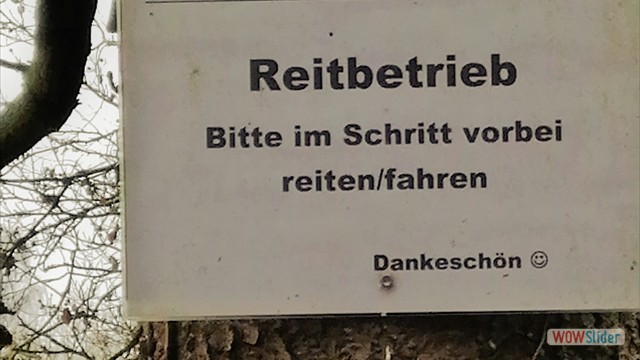 Reitbetrieb
Bitte im Schritt vorbei
reiten/fahren
Dankeschön ☺
WOWSlider